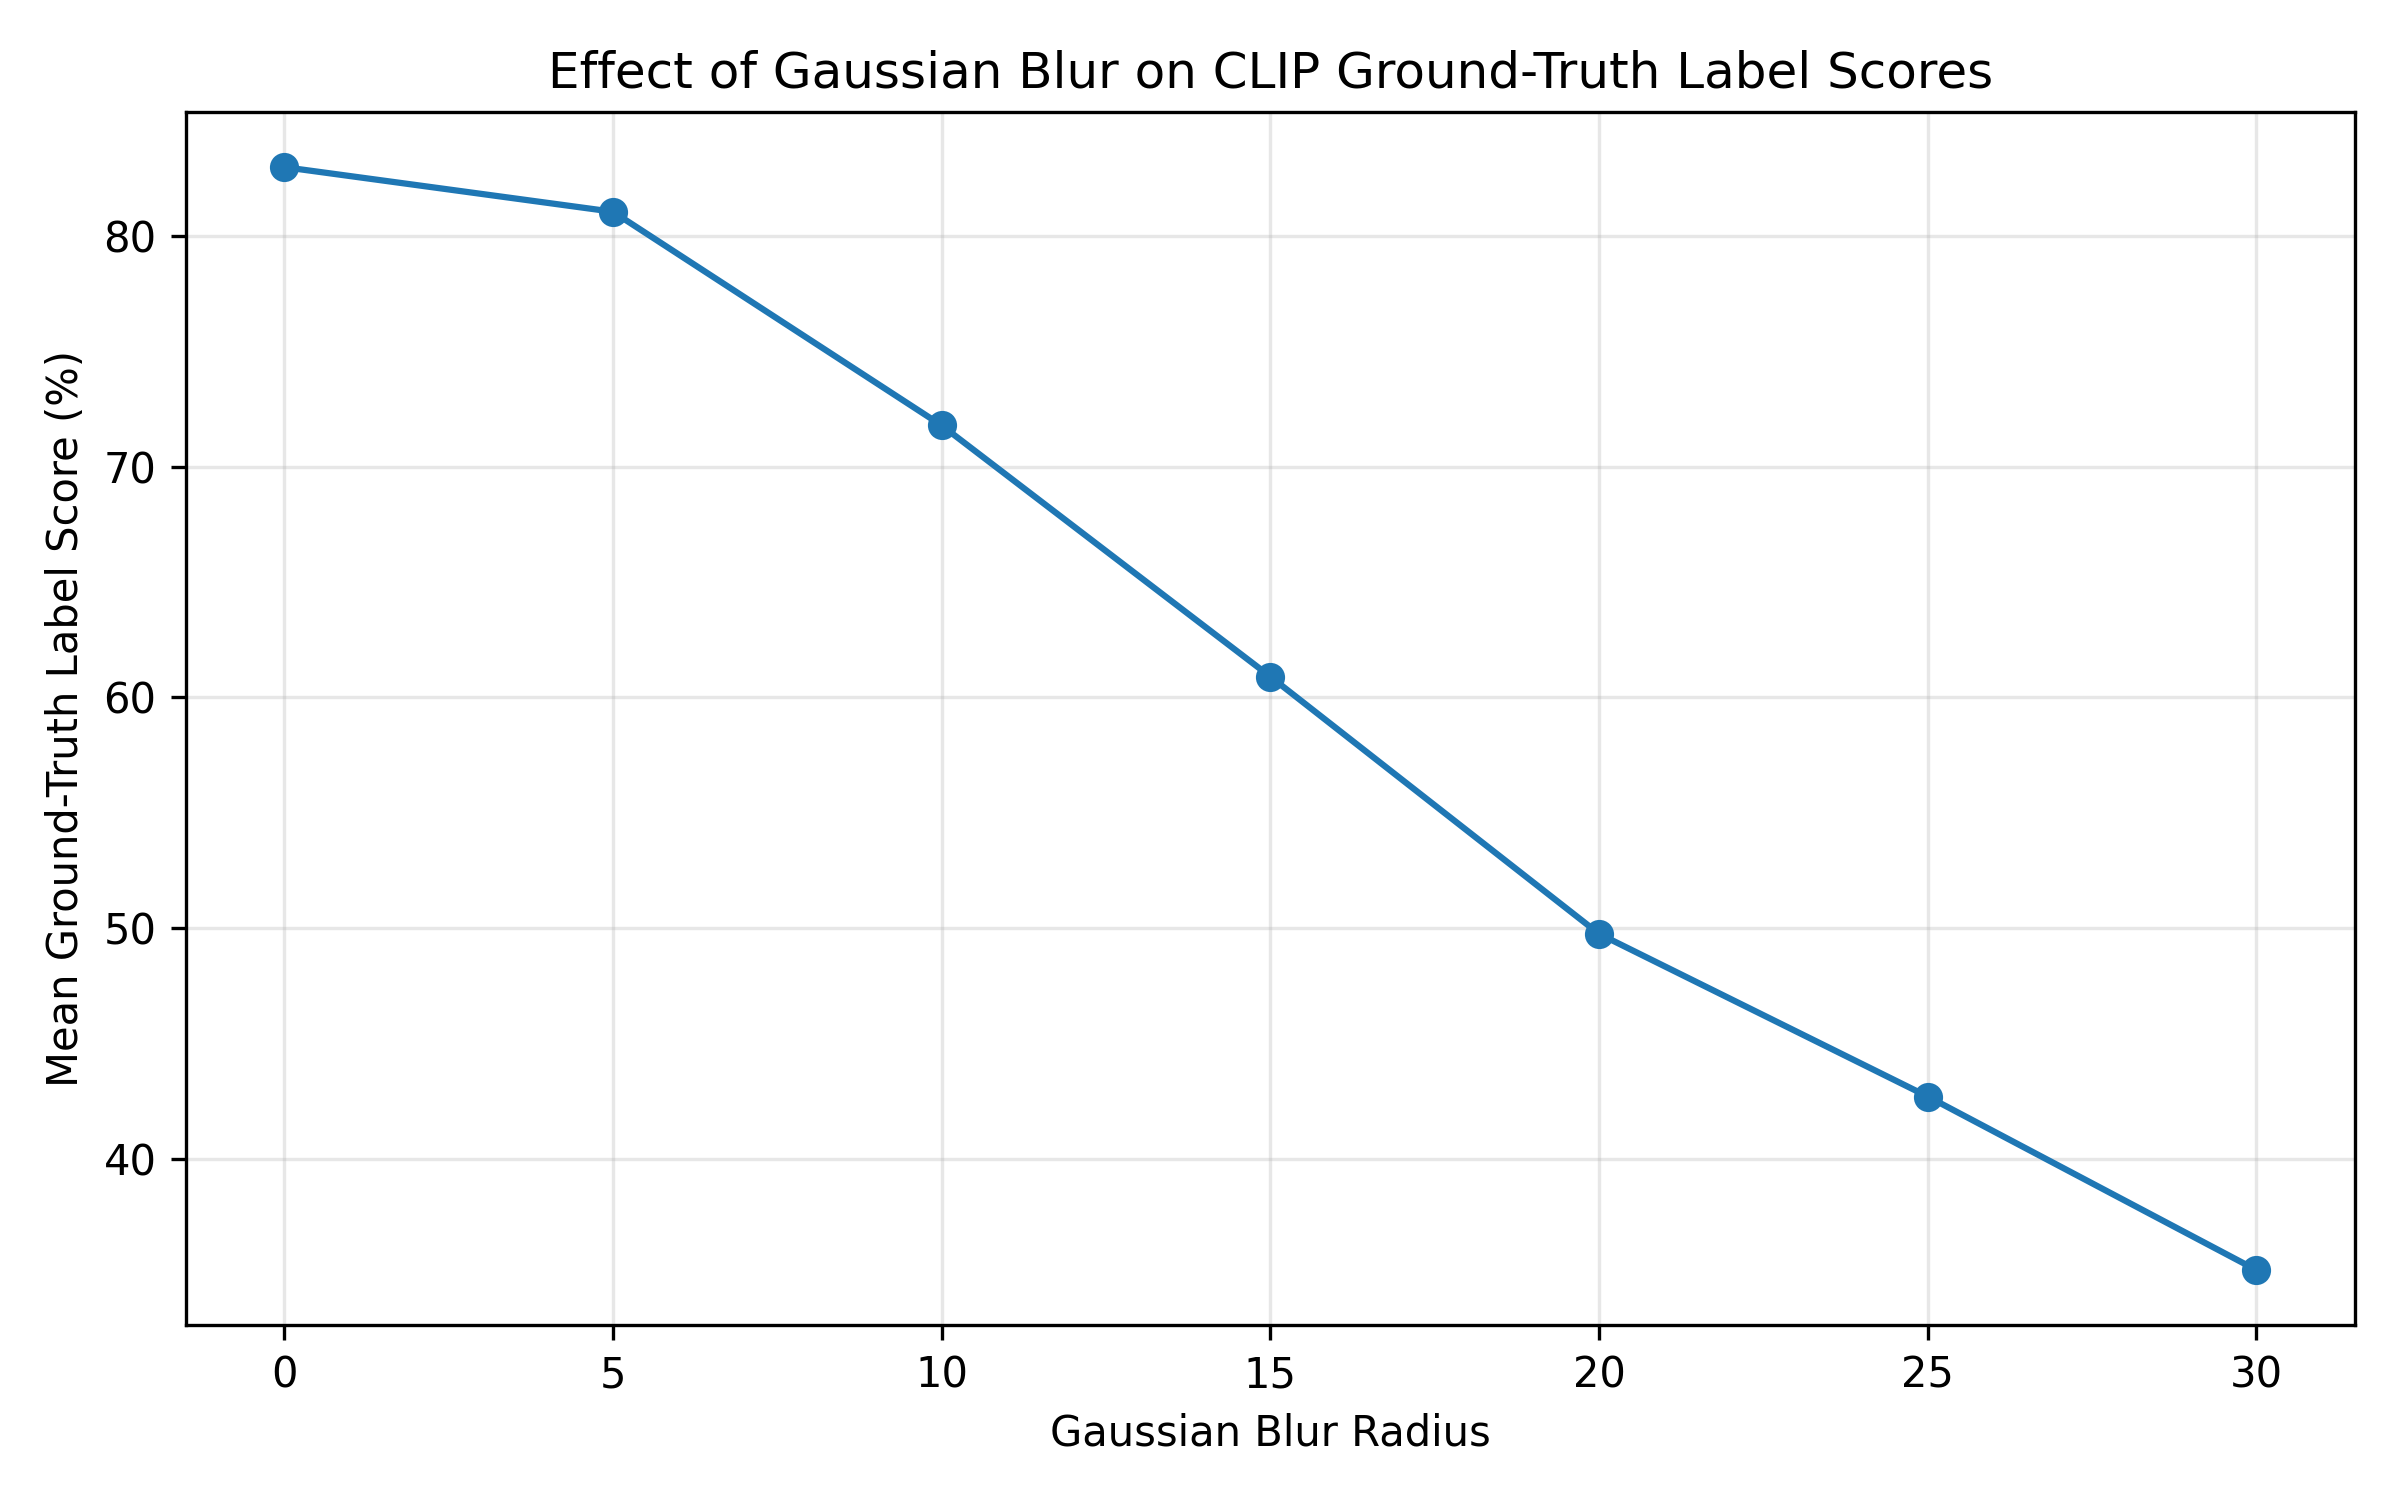 Effect of Gaussian Blur on CLIP Ground-Truth Label Scores
Mean Ground-Truth Label Score (%)
80
70
60
50
40
0 5 10 15 20 25 30
Gaussian Blur Radius